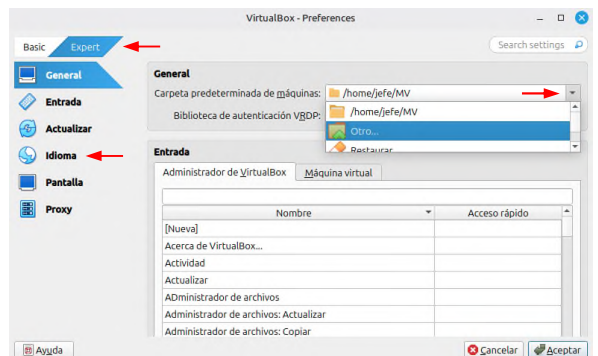 VirtualBox - Preferences
Basic Expert Search settings
General
Entrada
Actualizar
Idioma
Pantalla
Proxy
General
Carpeta predeterminada de máquinas: /home/jefe/MV
/home/jefe/MV
Biblioteca de autenticación VRDP:
Otro...
Restaurar
Entrada
Administrador de VirtualBox Máquina virtual
Nombre Acceso rápido
[Nueva]
Acerca de VirtualBox...
Actividad
Actualizar
ADministrador de archivos
Administrador de archivos: Actualizar
Administrador de archivos: Copiar
Ayuda Cancelar Aceptar